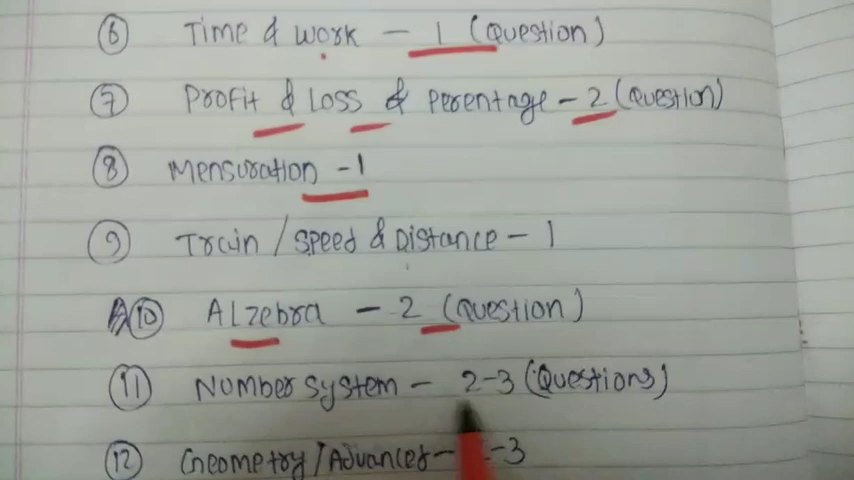 ⑥ Time & work - 1 (Question)
⑦ Profit & Loss & Perentage - 2 (Question)
⑧ Mensuration - 1
⑨ Train / Speed & Distance - 1
⑩ Alzebra - 2 (Question)
⑪ Number System - 2-3 (Questions)
⑫ Geometry / Advances - -3